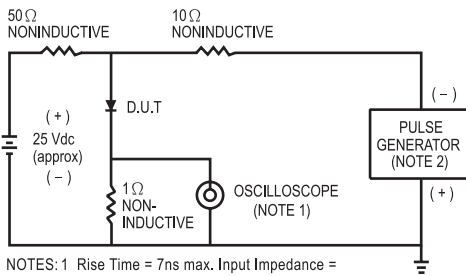 50Ω
NONINDUCTIVE
10Ω
NONINDUCTIVE
(+)
25 Vdc
(approx)
(−)
D.U.T
1Ω
NON-
INDUCTIVE
OSCILLOSCOPE
(NOTE 1)
(−)
PULSE
GENERATOR
(NOTE 2)
(+)
NOTES: 1 Rise Time = 7ns max. Input Impedance =